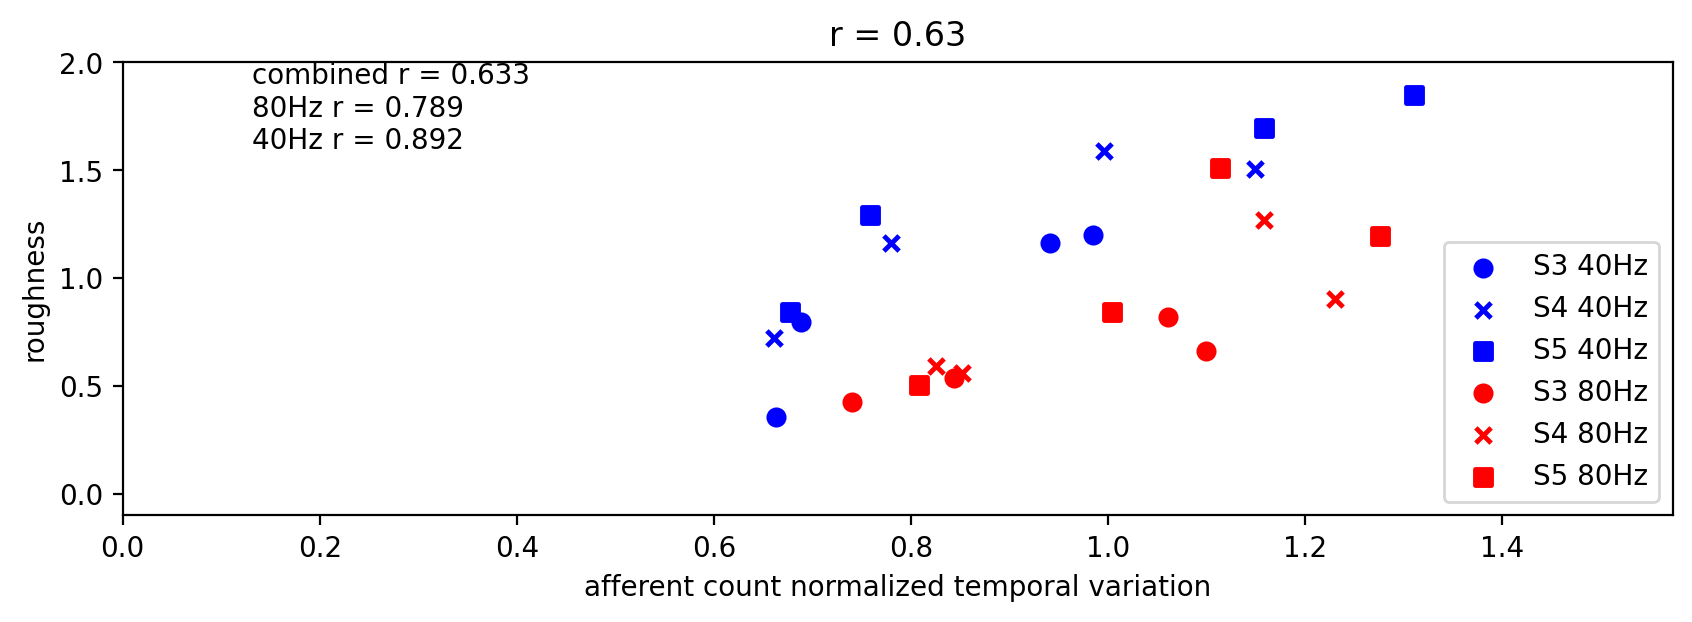 r = 0.63
combined r = 0.633
80Hz r = 0.789
40Hz r = 0.892
2.0
1.5
1.0
0.5
0.0
roughness
S3 40Hz
S4 40Hz
S5 40Hz
S3 80Hz
S4 80Hz
S5 80Hz
0.0 0.2 0.4 0.6 0.8 1.0 1.2 1.4
afferent count normalized temporal variation